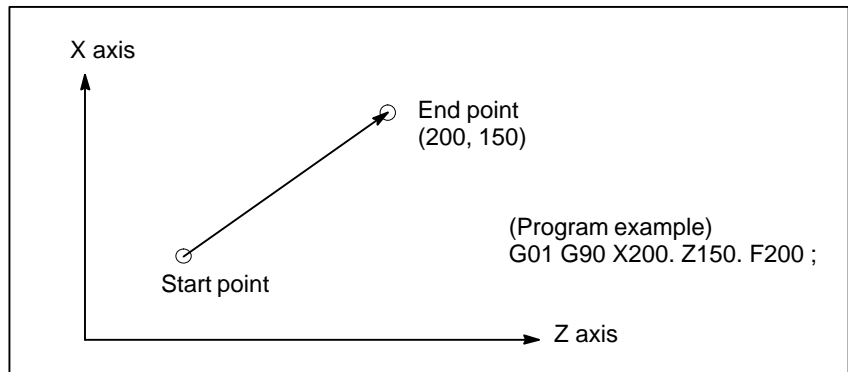 X axis
End point
(200, 150)
(Program example)
G01 G90 X200. Z150. F200 ;
Start point
Z axis